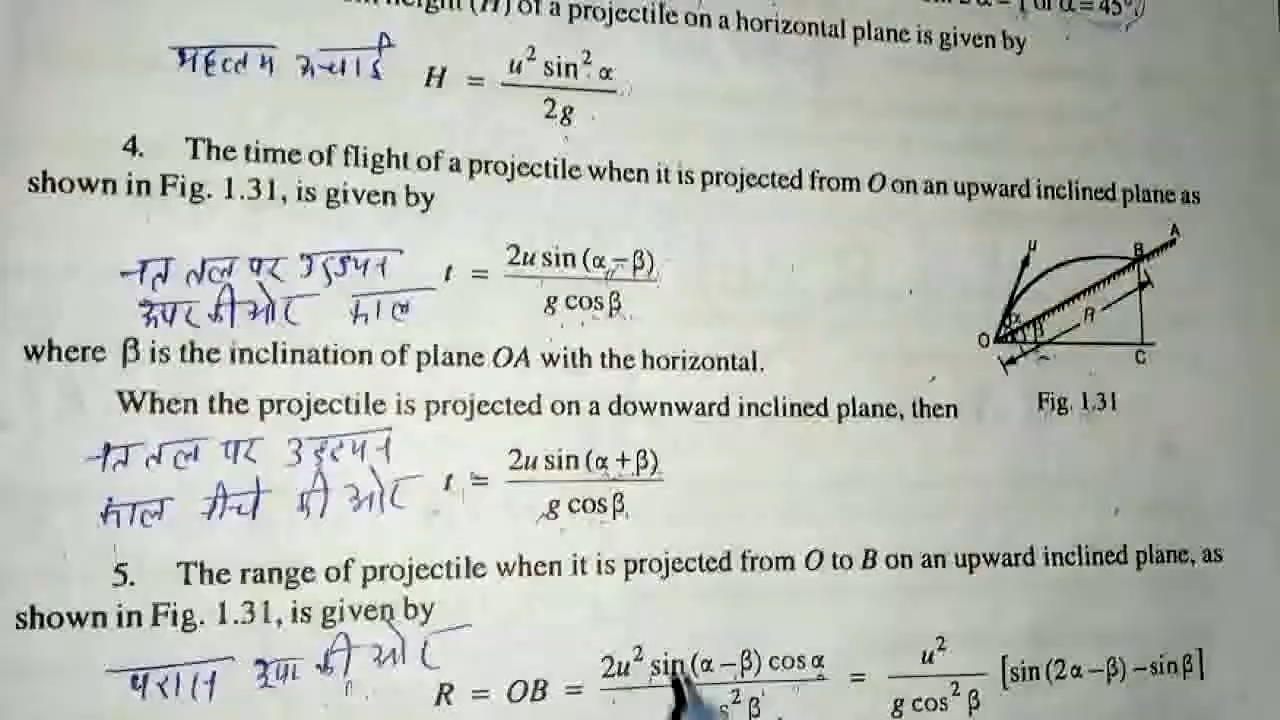 height (H) of a projectile on a horizontal plane is given by
महत्तम ऊँचाई H = u² sin² α / 2g
4. The time of flight of a projectile when it is projected from O on an upward inclined plane as
shown in Fig. 1.31, is given by
नत तल पर उड्डयन
ऊपर की ओर काल
t = 2u sin (α – β) / g cos β
where β is the inclination of plane OA with the horizontal.
u
A
B
α
β
R
O
C
Fig. 1.31
When the projectile is projected on a downward inclined plane, then
नत तल पर उड्डयन
काल नीचे की ओर
t = 2u sin (α + β) / g cos β
5. The range of projectile when it is projected from O to B on an upward inclined plane, as
shown in Fig. 1.31, is given by
परास ऊपर की ओर
R = OB = 2u² sin (α – β) cos α / s² β = u² / g cos² β [sin (2α – β) – sin β]